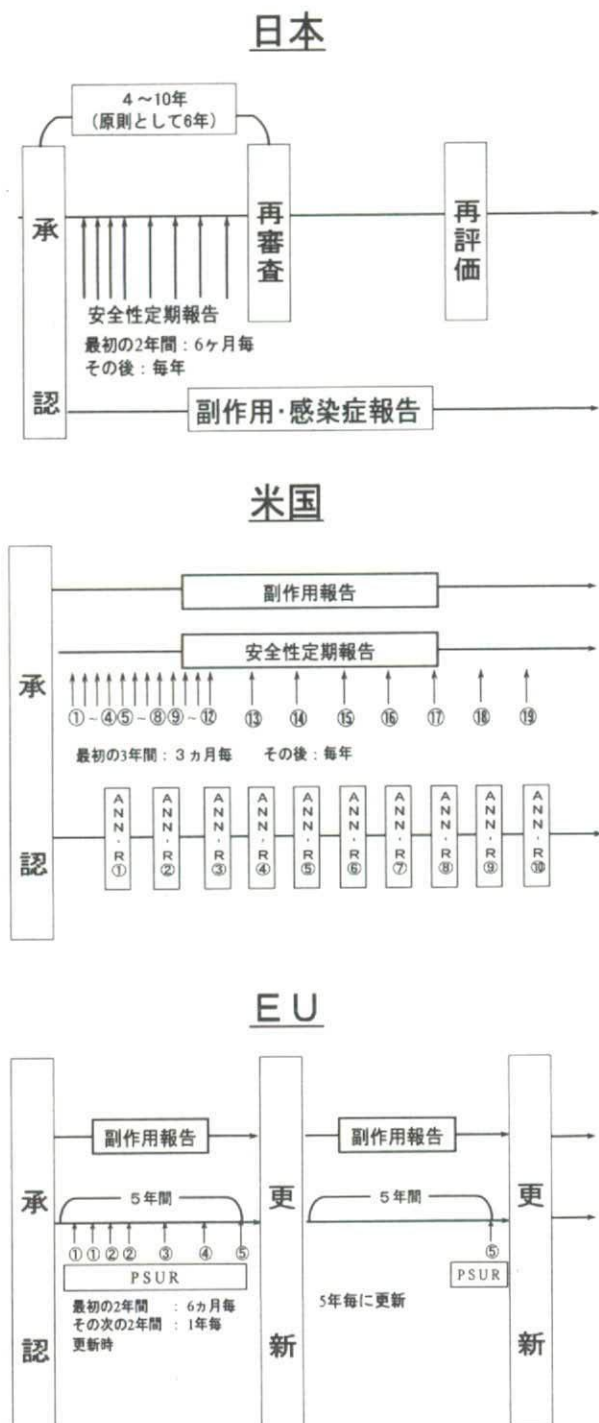 日本
4～10年
(原則として6年)
承認
再審査
再評価
安全性定期報告
最初の2年間：6ヶ月毎
その後：毎年
副作用・感染症報告
米国
承認
副作用報告
安全性定期報告
①～④⑤～⑧⑨～⑫ ⑬ ⑭ ⑮ ⑯ ⑰ ⑱ ⑲
最初の3年間：3ヵ月毎 その後：毎年
ANN・R①
ANN・R②
ANN・R③
ANN・R④
ANN・R⑤
ANN・R⑥
ANN・R⑦
ANN・R⑧
ANN・R⑨
ANN・R⑩
EU
承認
副作用報告
更新
副作用報告
更新
5年間
5年間
①①②② ③ ④ ⑤
⑤
PSUR
PSUR
最初の2年間 ：6ヵ月毎
その次の2年間 ：1年毎
更新時
5年毎に更新